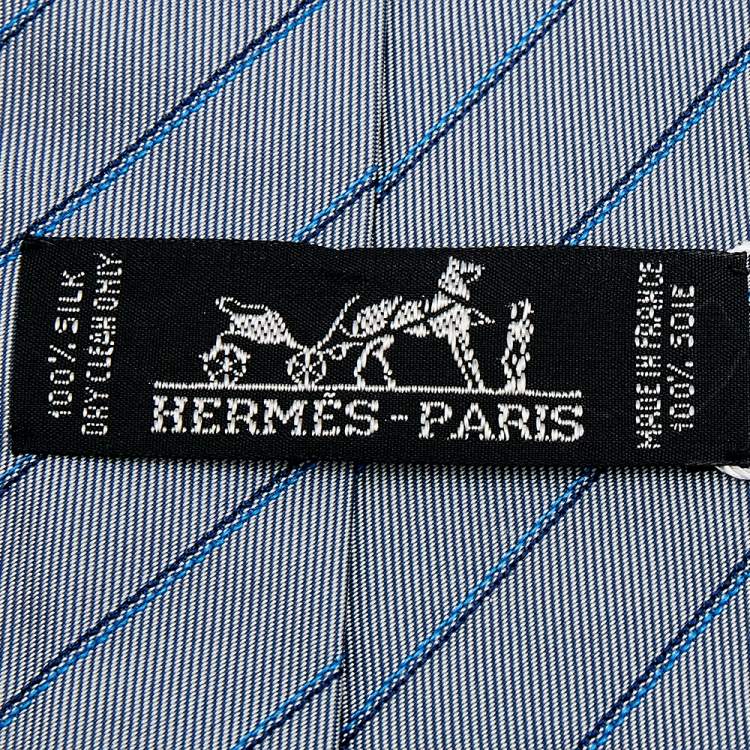 100% SILK
DRY CLEAN ONLY
HERMÈS-PARIS
MADE IN FRANCE
100% SOIE